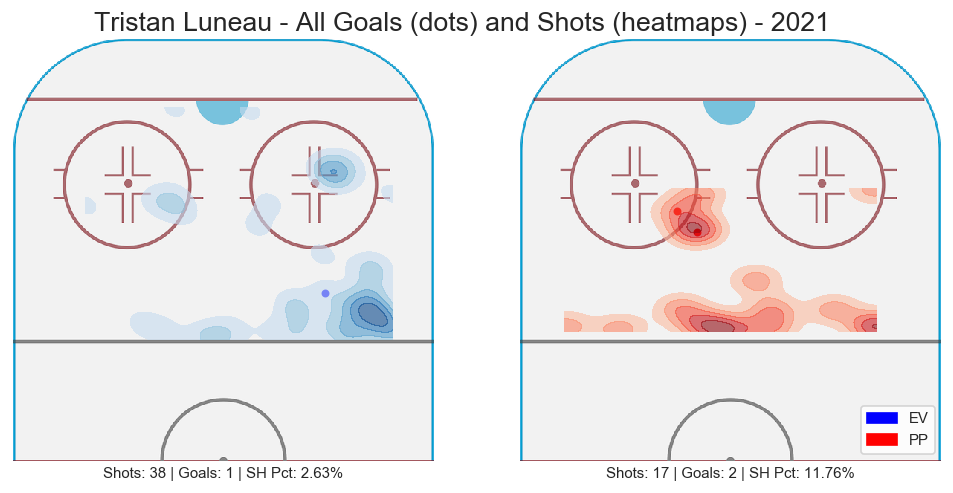 Tristan Luneau - All Goals (dots) and Shots (heatmaps) - 2021
EV
PP
Shots: 38 | Goals: 1 | SH Pct: 2.63%
Shots: 17 | Goals: 2 | SH Pct: 11.76%